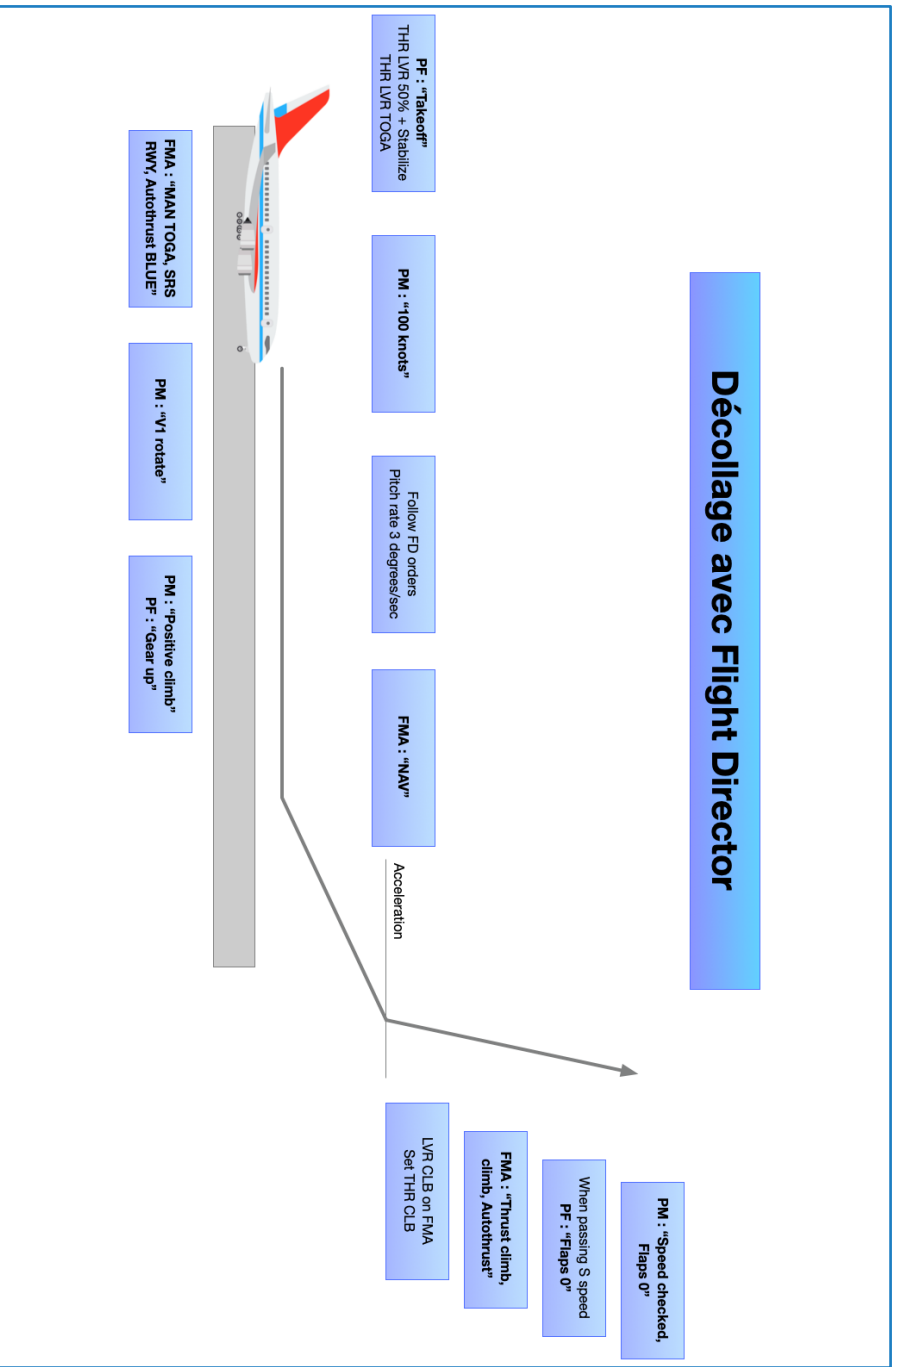 Décollage avec Flight Director
PF : “Takeoff”
THR LVR 50% + Stabilize
THR LVR TOGA
PM : “100 knots”
Follow FD orders
Pitch rate 3 degrees/sec
FMA : “NAV”
Acceleration
FMA : “MAN TOGA, SRS
RWY, Autothrust BLUE”
PM : “V1 rotate”
PM : “Positive climb”
PF : “Gear up”
LVR CLB on FMA
Set THR CLB
FMA : “Thrust climb,
climb, Autothrust”
When passing S speed
PF : “Flaps 0”
PM : “Speed checked,
Flaps 0”